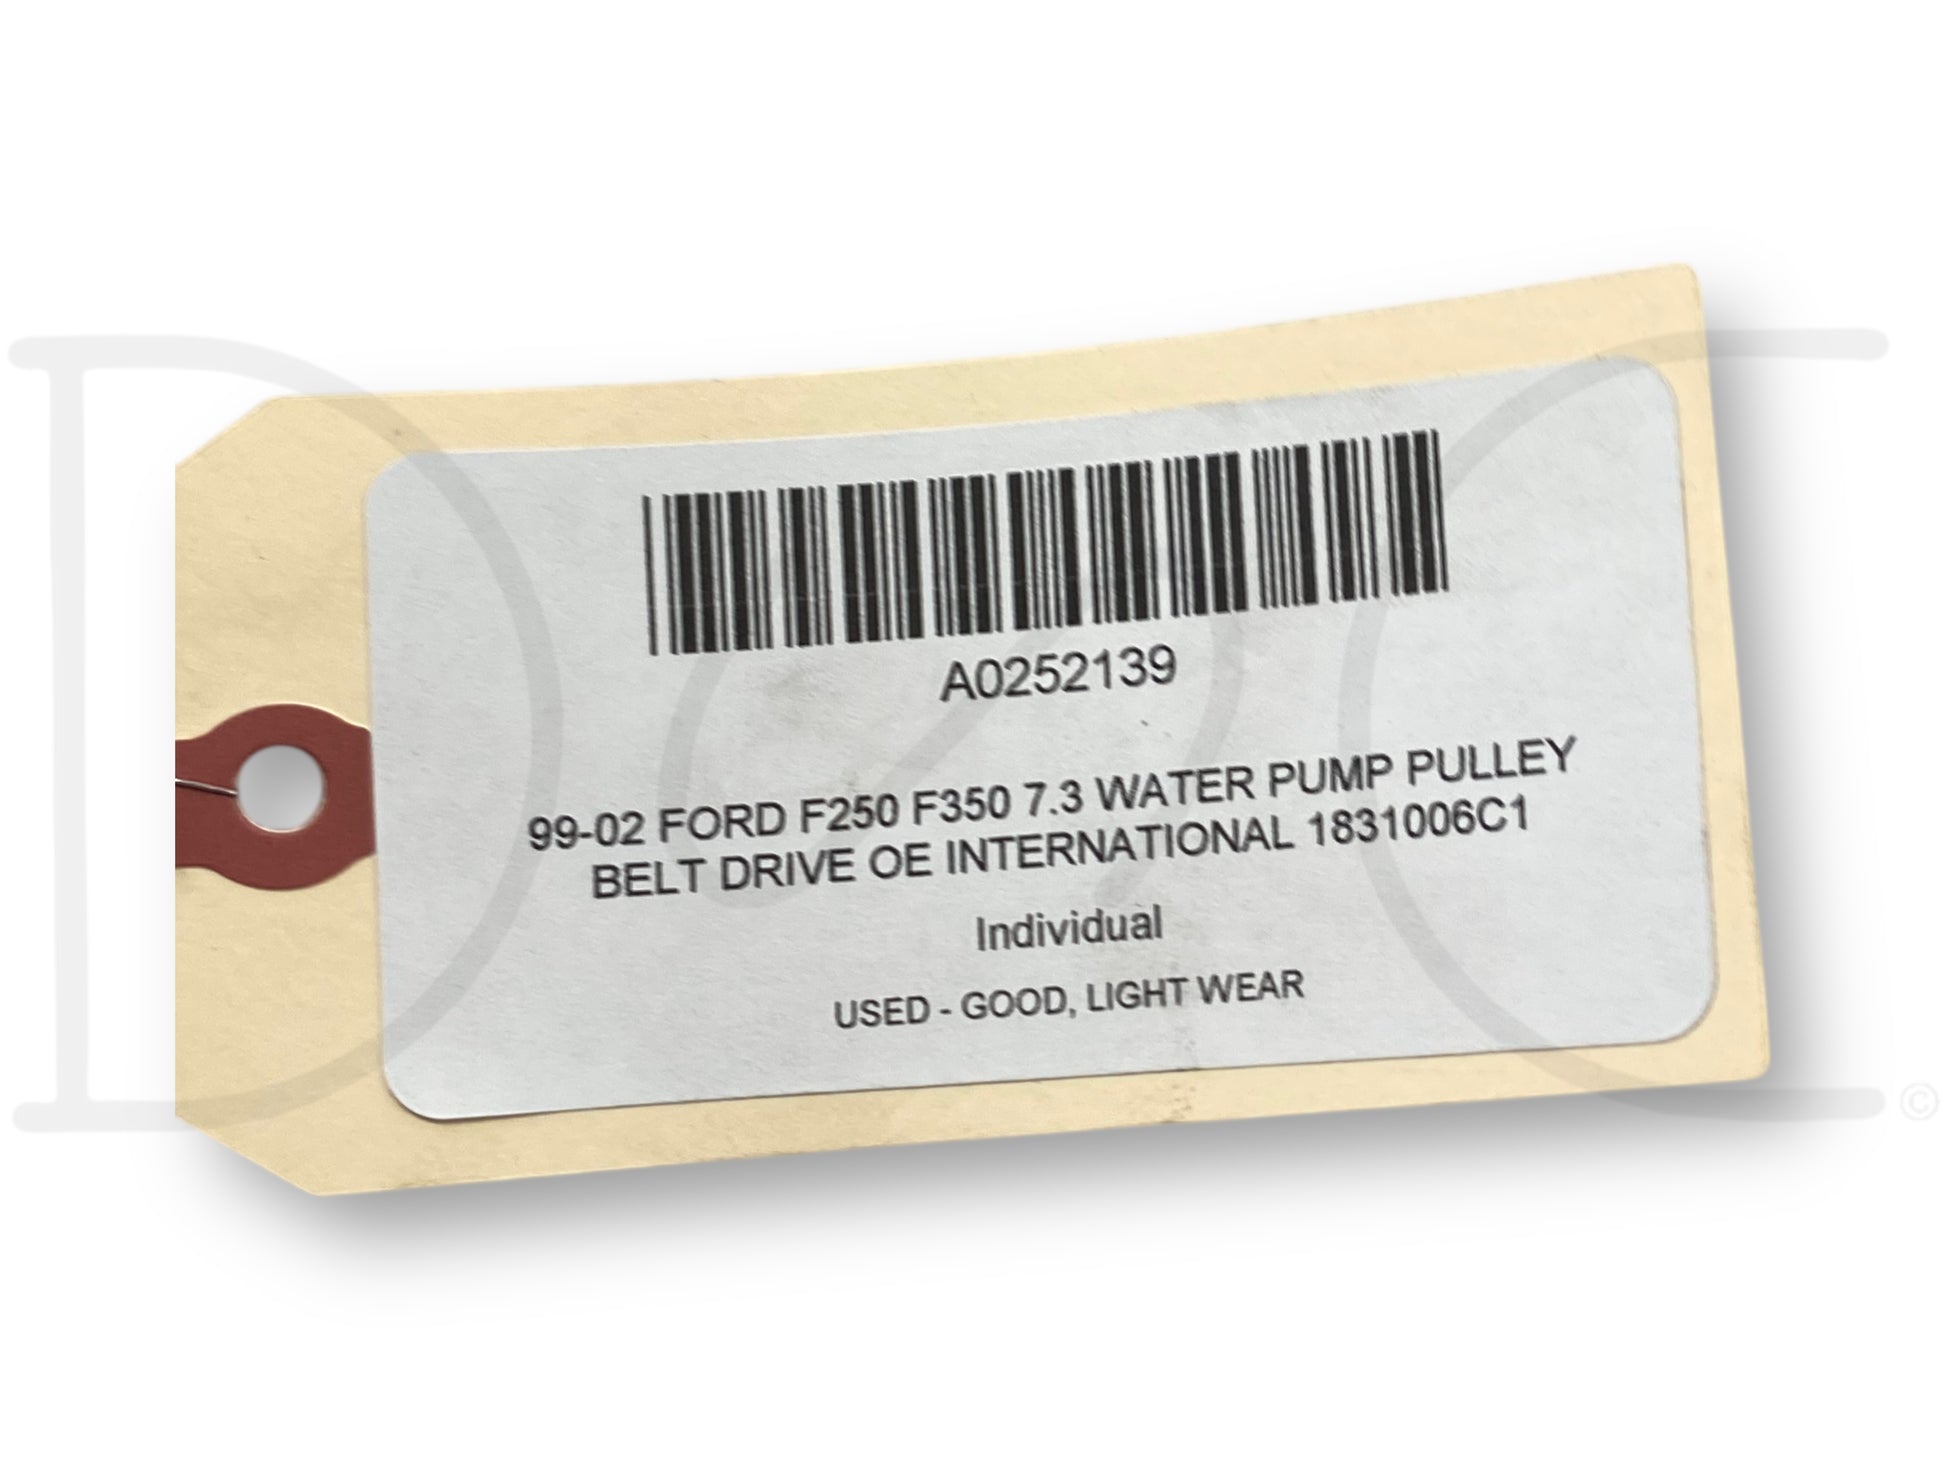 A0252139
99-02 FORD F250 F350 7.3 WATER PUMP PULLEY
BELT DRIVE OE INTERNATIONAL 1831006C1
Individual
USED - GOOD, LIGHT WEAR
©